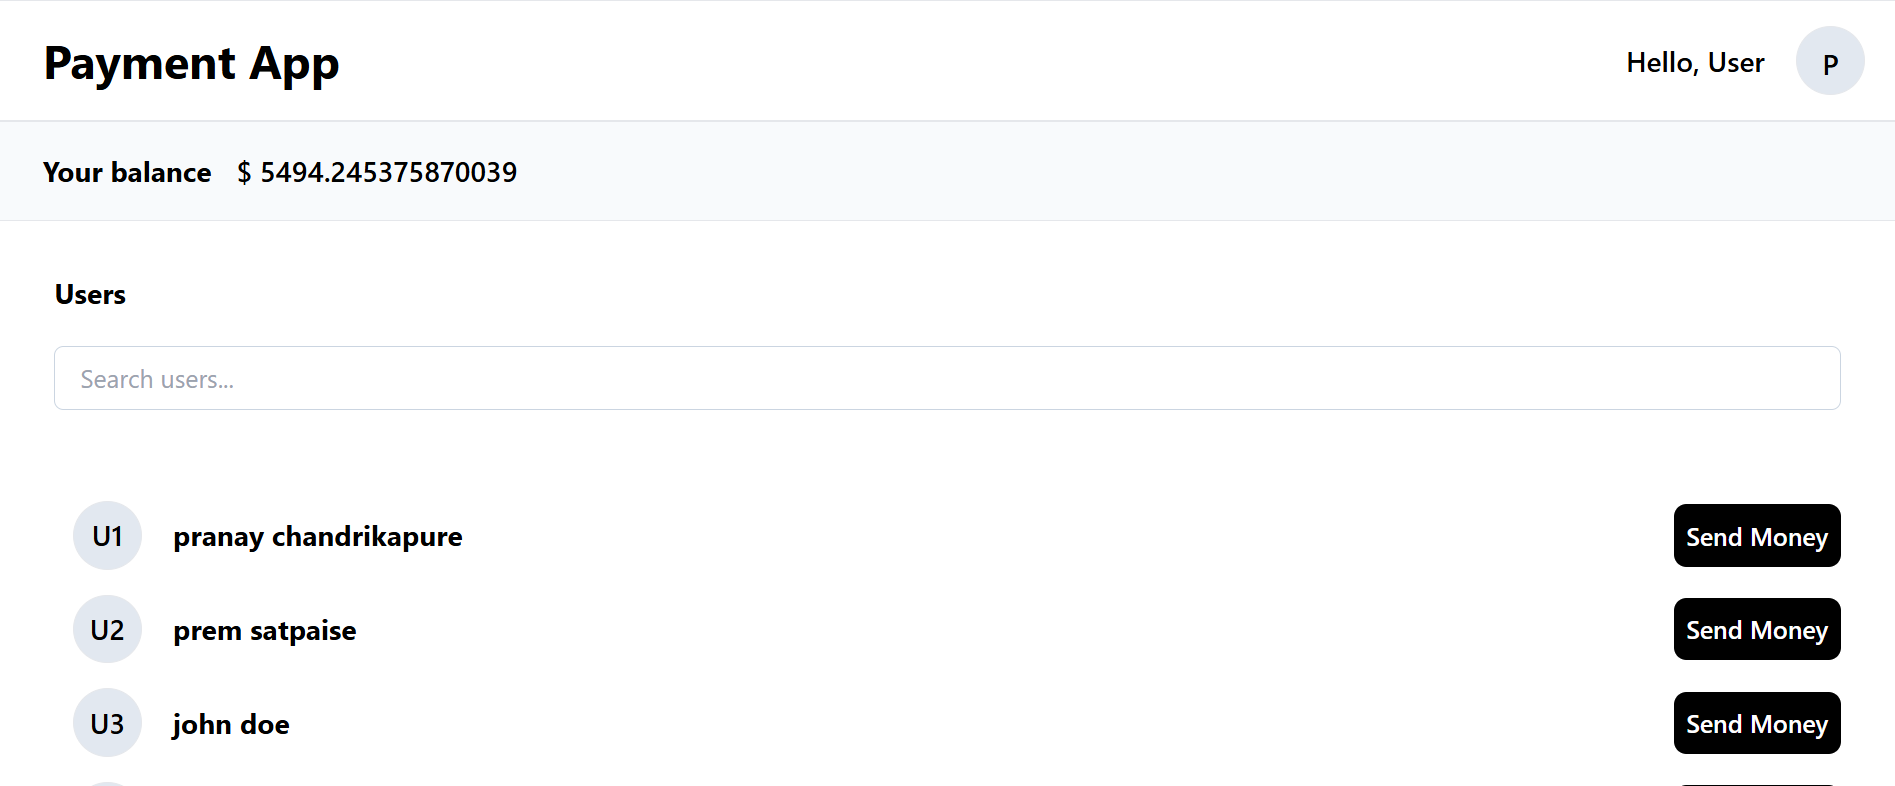 Payment App
Hello, User
P
Your balance $ 5494.245375870039
Users
Search users...
U1 pranay chandrikapure Send Money
U2 prem satpaise Send Money
U3 john doe Send Money